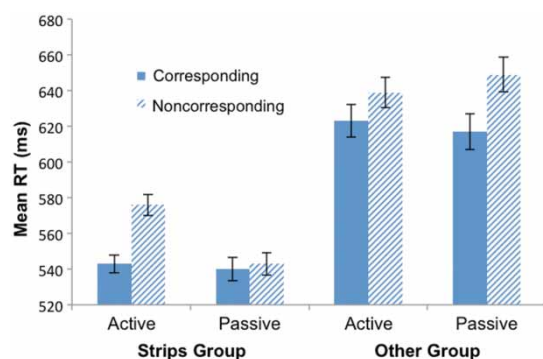 680
660
640
620
600
580
560
540
520
Mean RT (ms)
Corresponding
Noncorresponding
Active Passive Active Passive
Strips Group Other Group